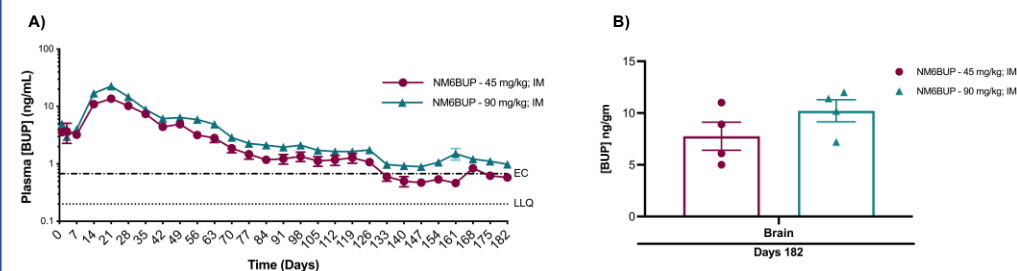 A)
Plasma [BUP] (ng/mL)
100
10
1
0.1
NM6BUP - 45 mg/kg; IM
NM6BUP - 90 mg/kg; IM
EC
LLQ
0 7 14 21 28 35 42 49 56 63 70 77 84 91 98 105 112 119 126 133 140 147 154 161 168 175 182
Time (Days)
B)
[BUP] ng/gm
15
10
5
0
NM6BUP - 45 mg/kg; IM
NM6BUP - 90 mg/kg; IM
Brain
Days 182